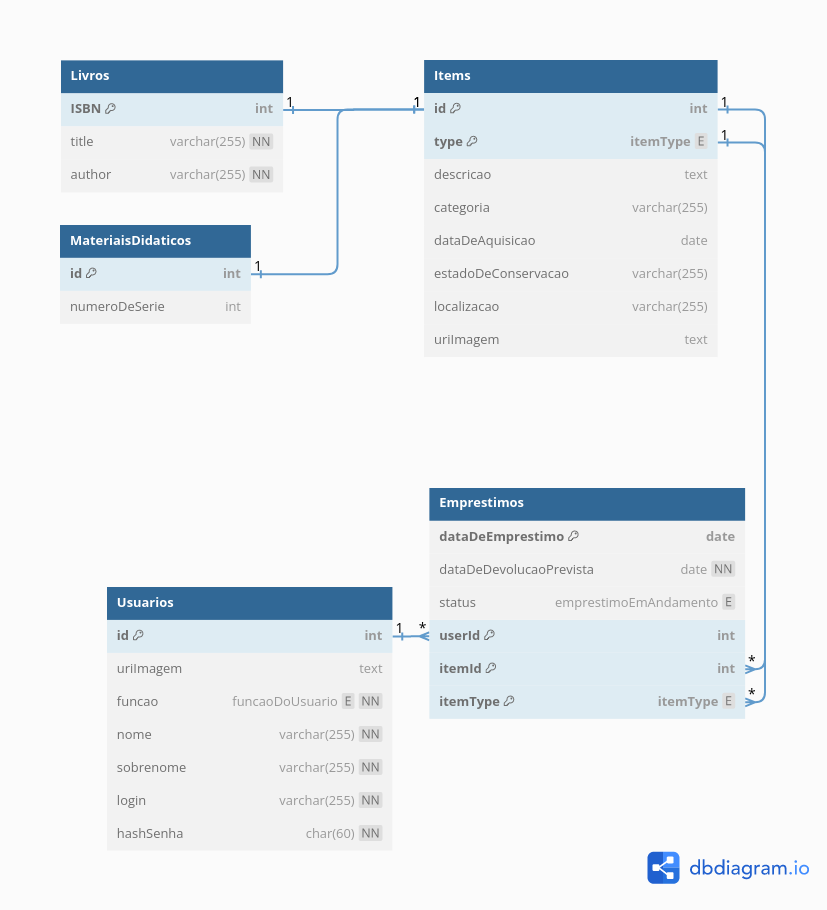 Livros
ISBN int
title varchar(255) NN
author varchar(255) NN
1
MateriaisDidaticos
id int
numeroDeSerie int
1
Items
1 id int 1
type itemType E 1
descricao text
categoria varchar(255)
dataDeAquisicao date
estadoDeConservacao varchar(255)
localizacao varchar(255)
uriImagem text
Emprestimos
dataDeEmprestimo date
dataDeDevolucaoPrevista date NN
status emprestimoEmAndamento E
* userId int
itemId int *
itemType itemType E *
Usuarios
id int 1
uriImagem text
funcao funcaoDoUsuario E NN
nome varchar(255) NN
sobrenome varchar(255) NN
login varchar(255) NN
hashSenha char(60) NN
dbdiagram.io